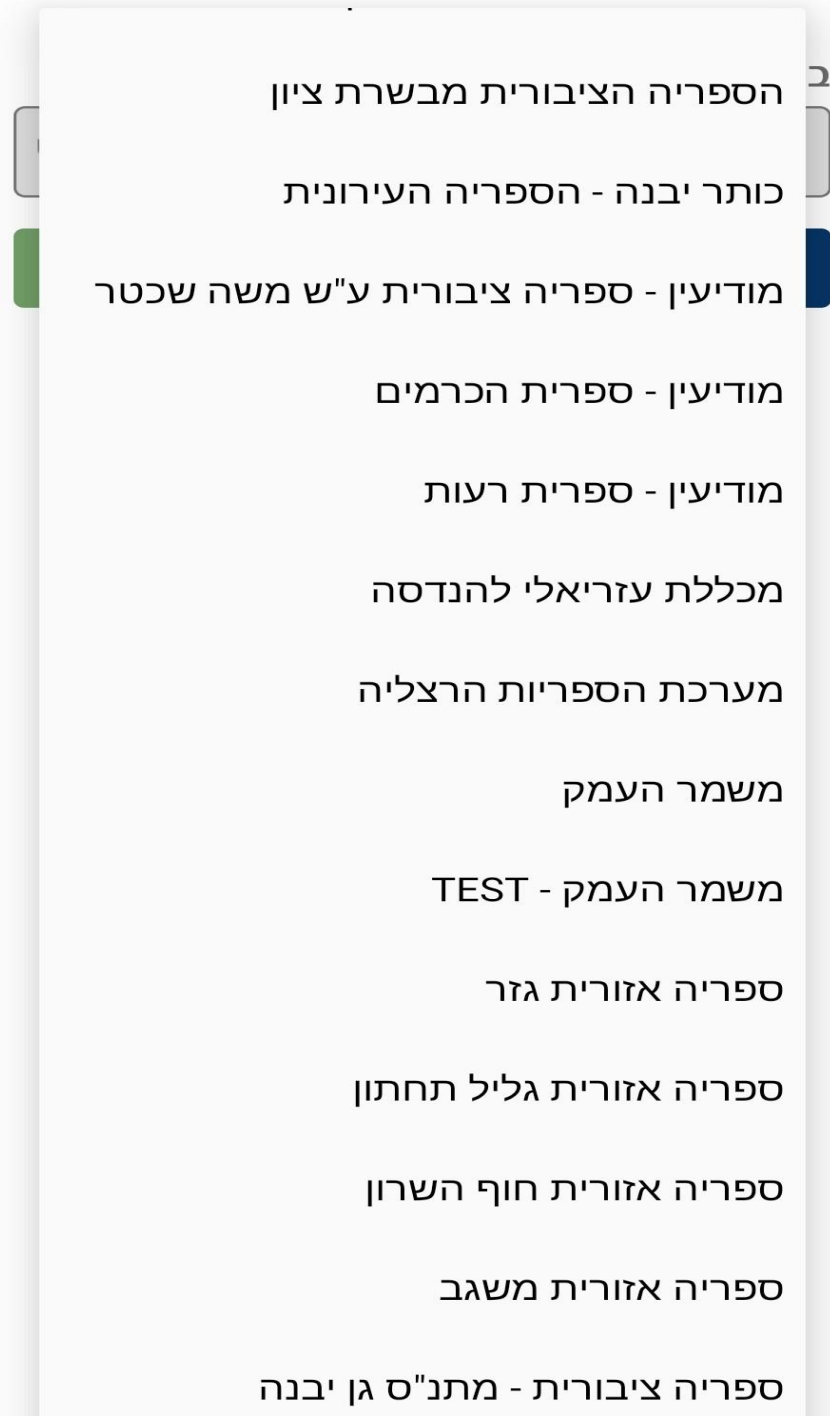 הספריה הציבורית מבשרת ציון
כותר יבנה - הספריה העירונית
מודיעין - ספריה ציבורית ע"ש משה שכטר
מודיעין - ספרית הכרמים
מודיעין - ספרית רעות
מכללת עזריאלי להנדסה
מערכת הספריות הרצליה
משמר העמק
משמר העמק - TEST
ספריה אזורית גזר
ספריה אזורית גליל תחתון
ספריה אזורית חוף השרון
ספריה אזורית משגב
ספריה ציבורית - מתנ"ס גן יבנה